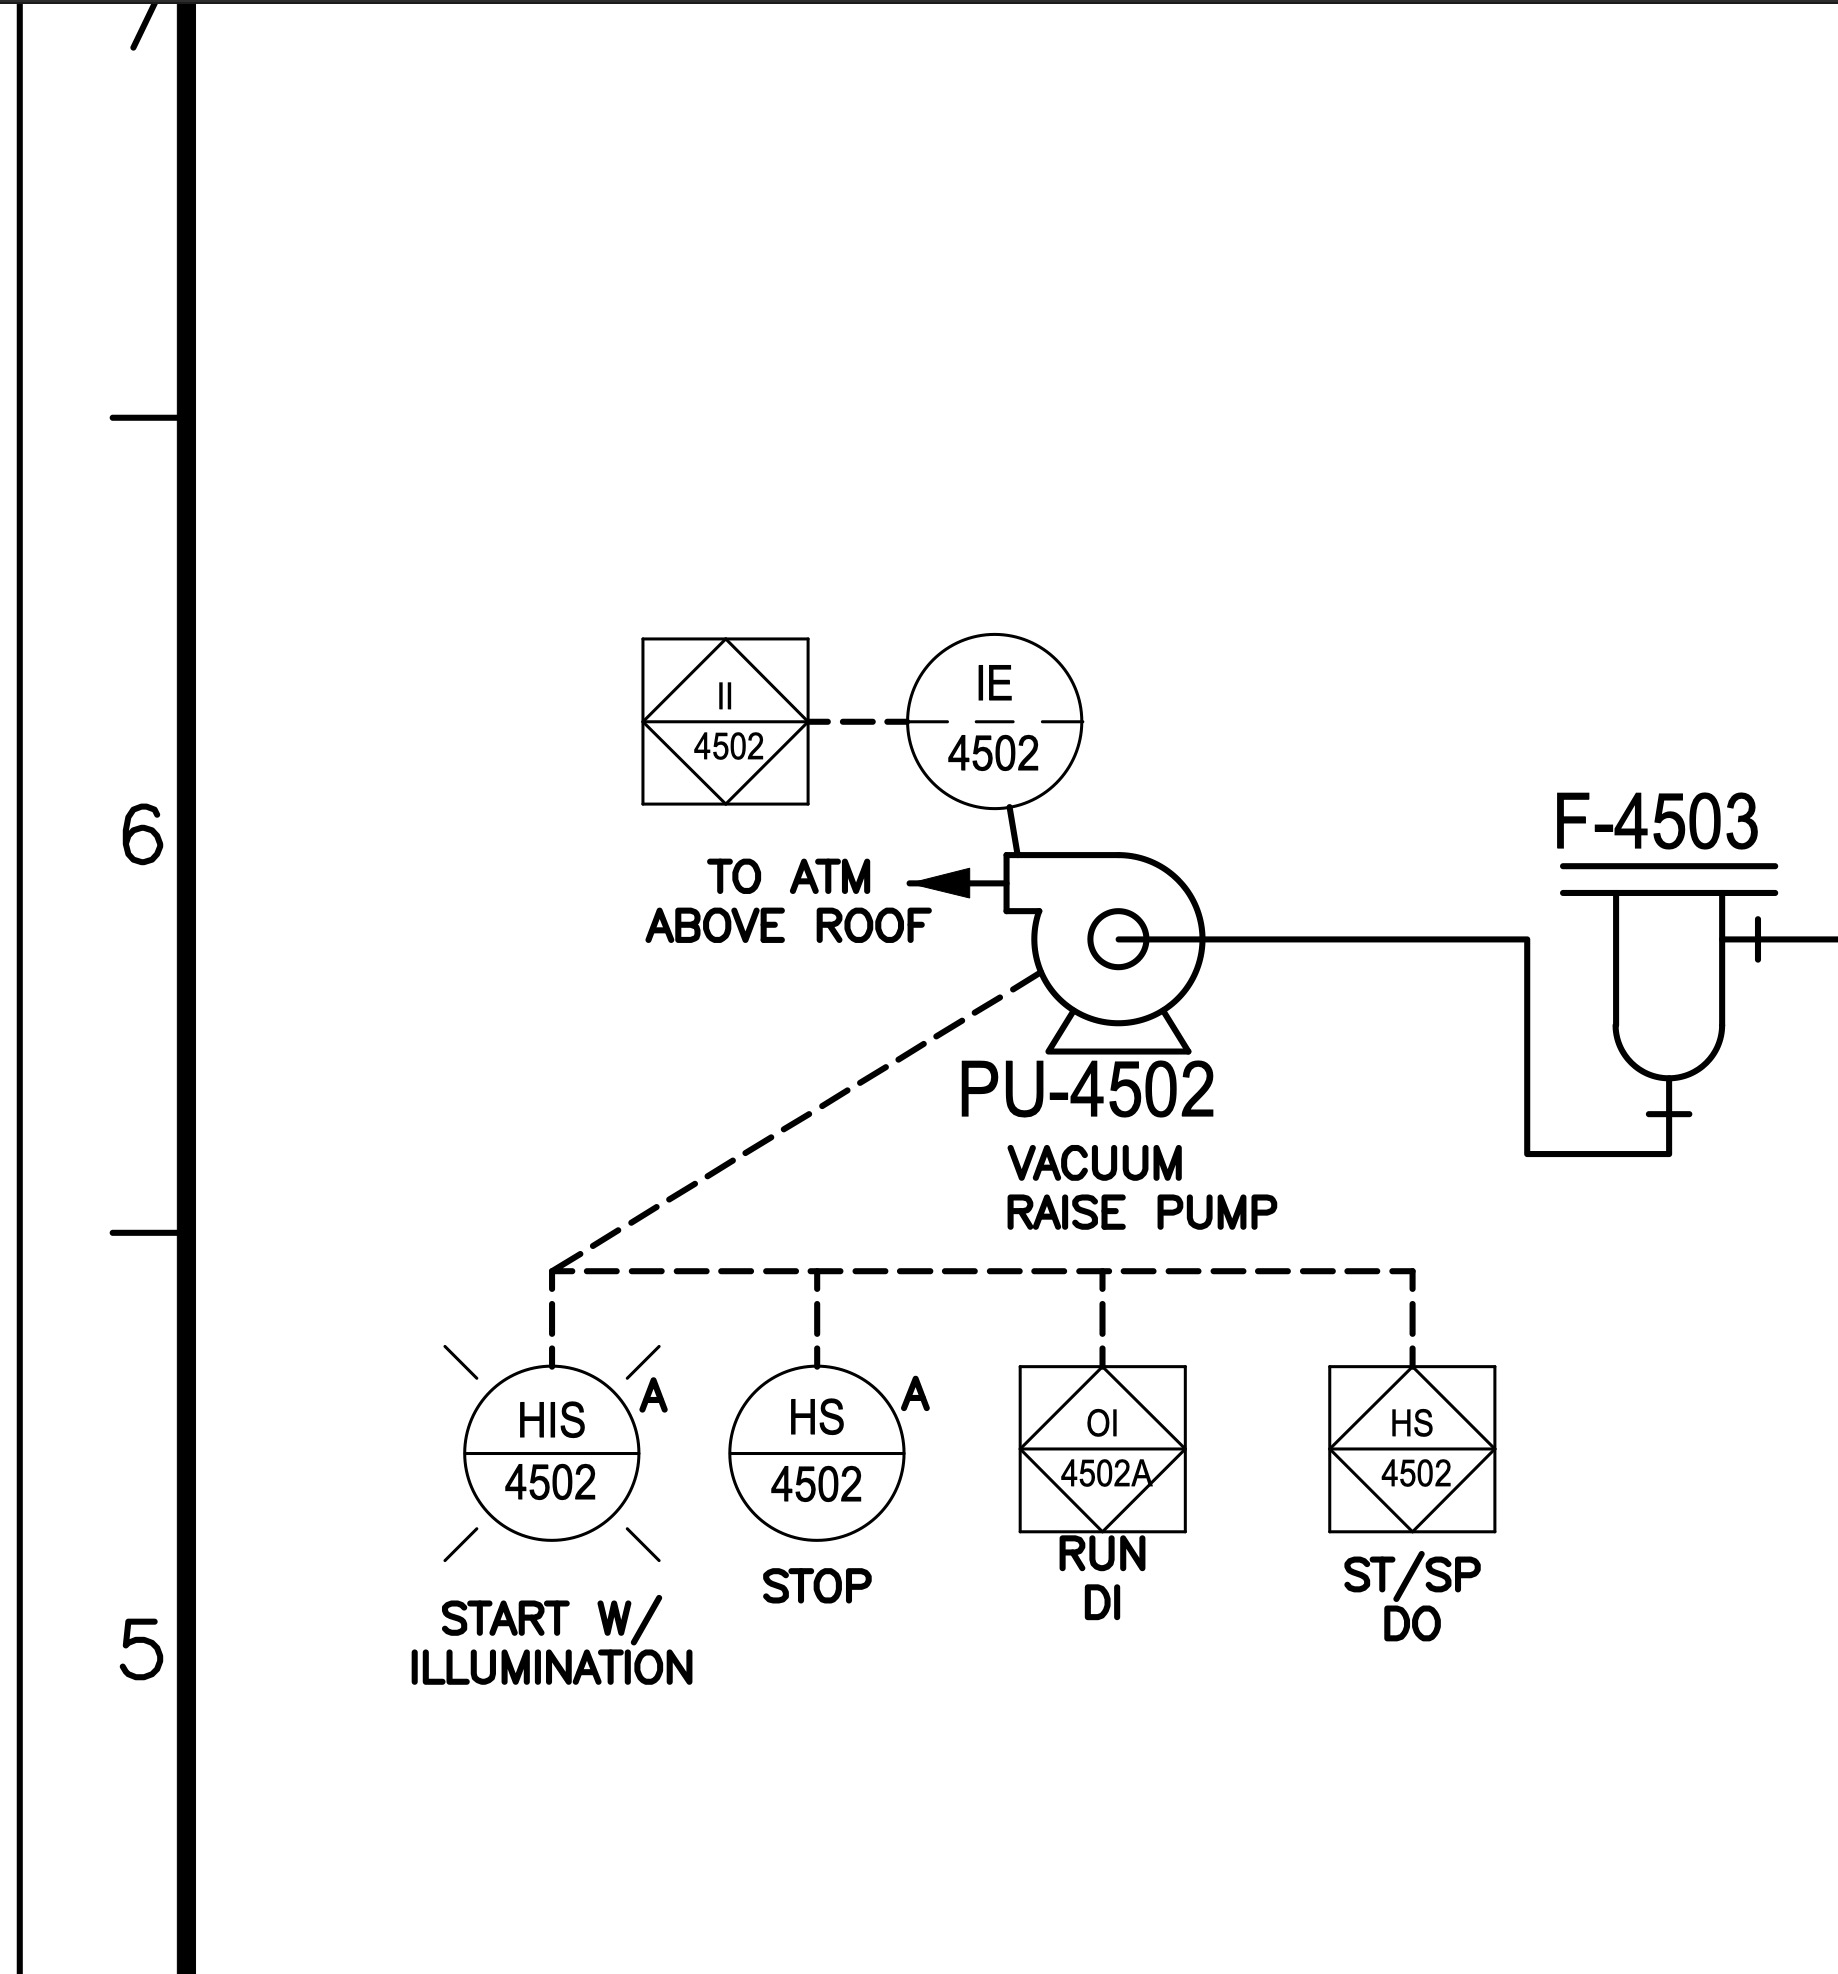 II
4502
IE
4502
6
F-4503
TO ATM
ABOVE ROOF
PU-4502
VACUUM
RAISE PUMP
HIS
4502
A
START W/
ILLUMINATION
HS
4502
A
STOP
OI
4502A
RUN
DI
HS
4502
ST/SP
DO
5